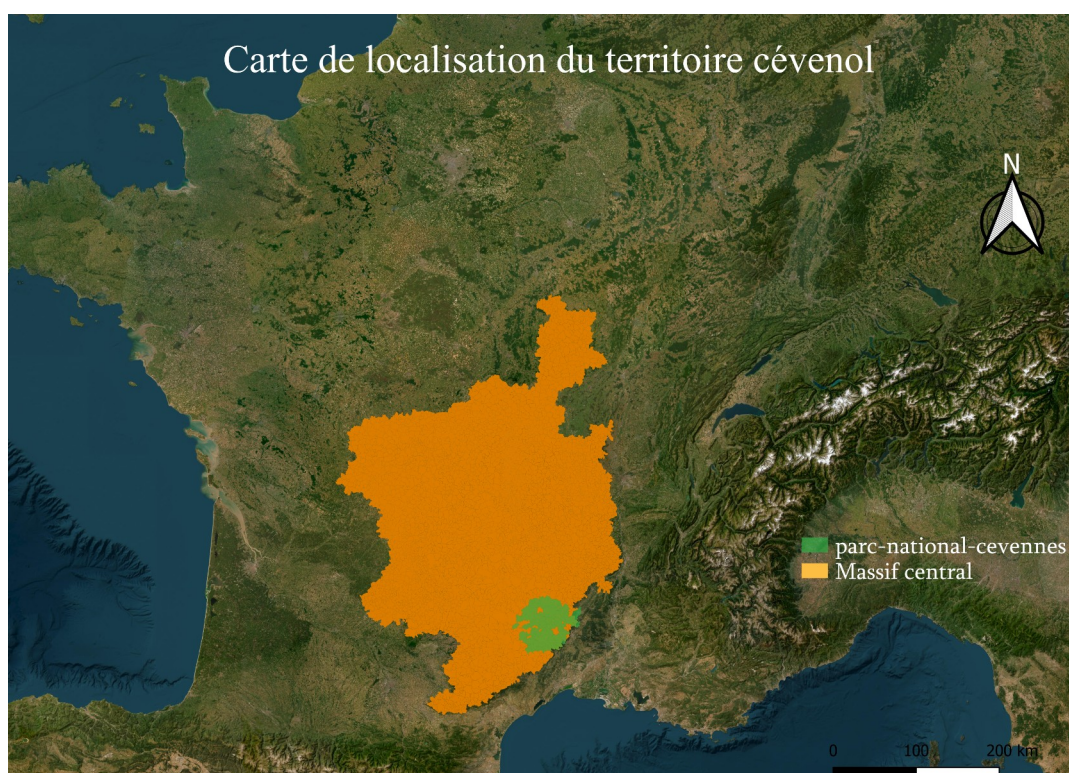 Carte de localisation du territoire cévenol
N
parc-national-cevennes
Massif central
0 100 200 km